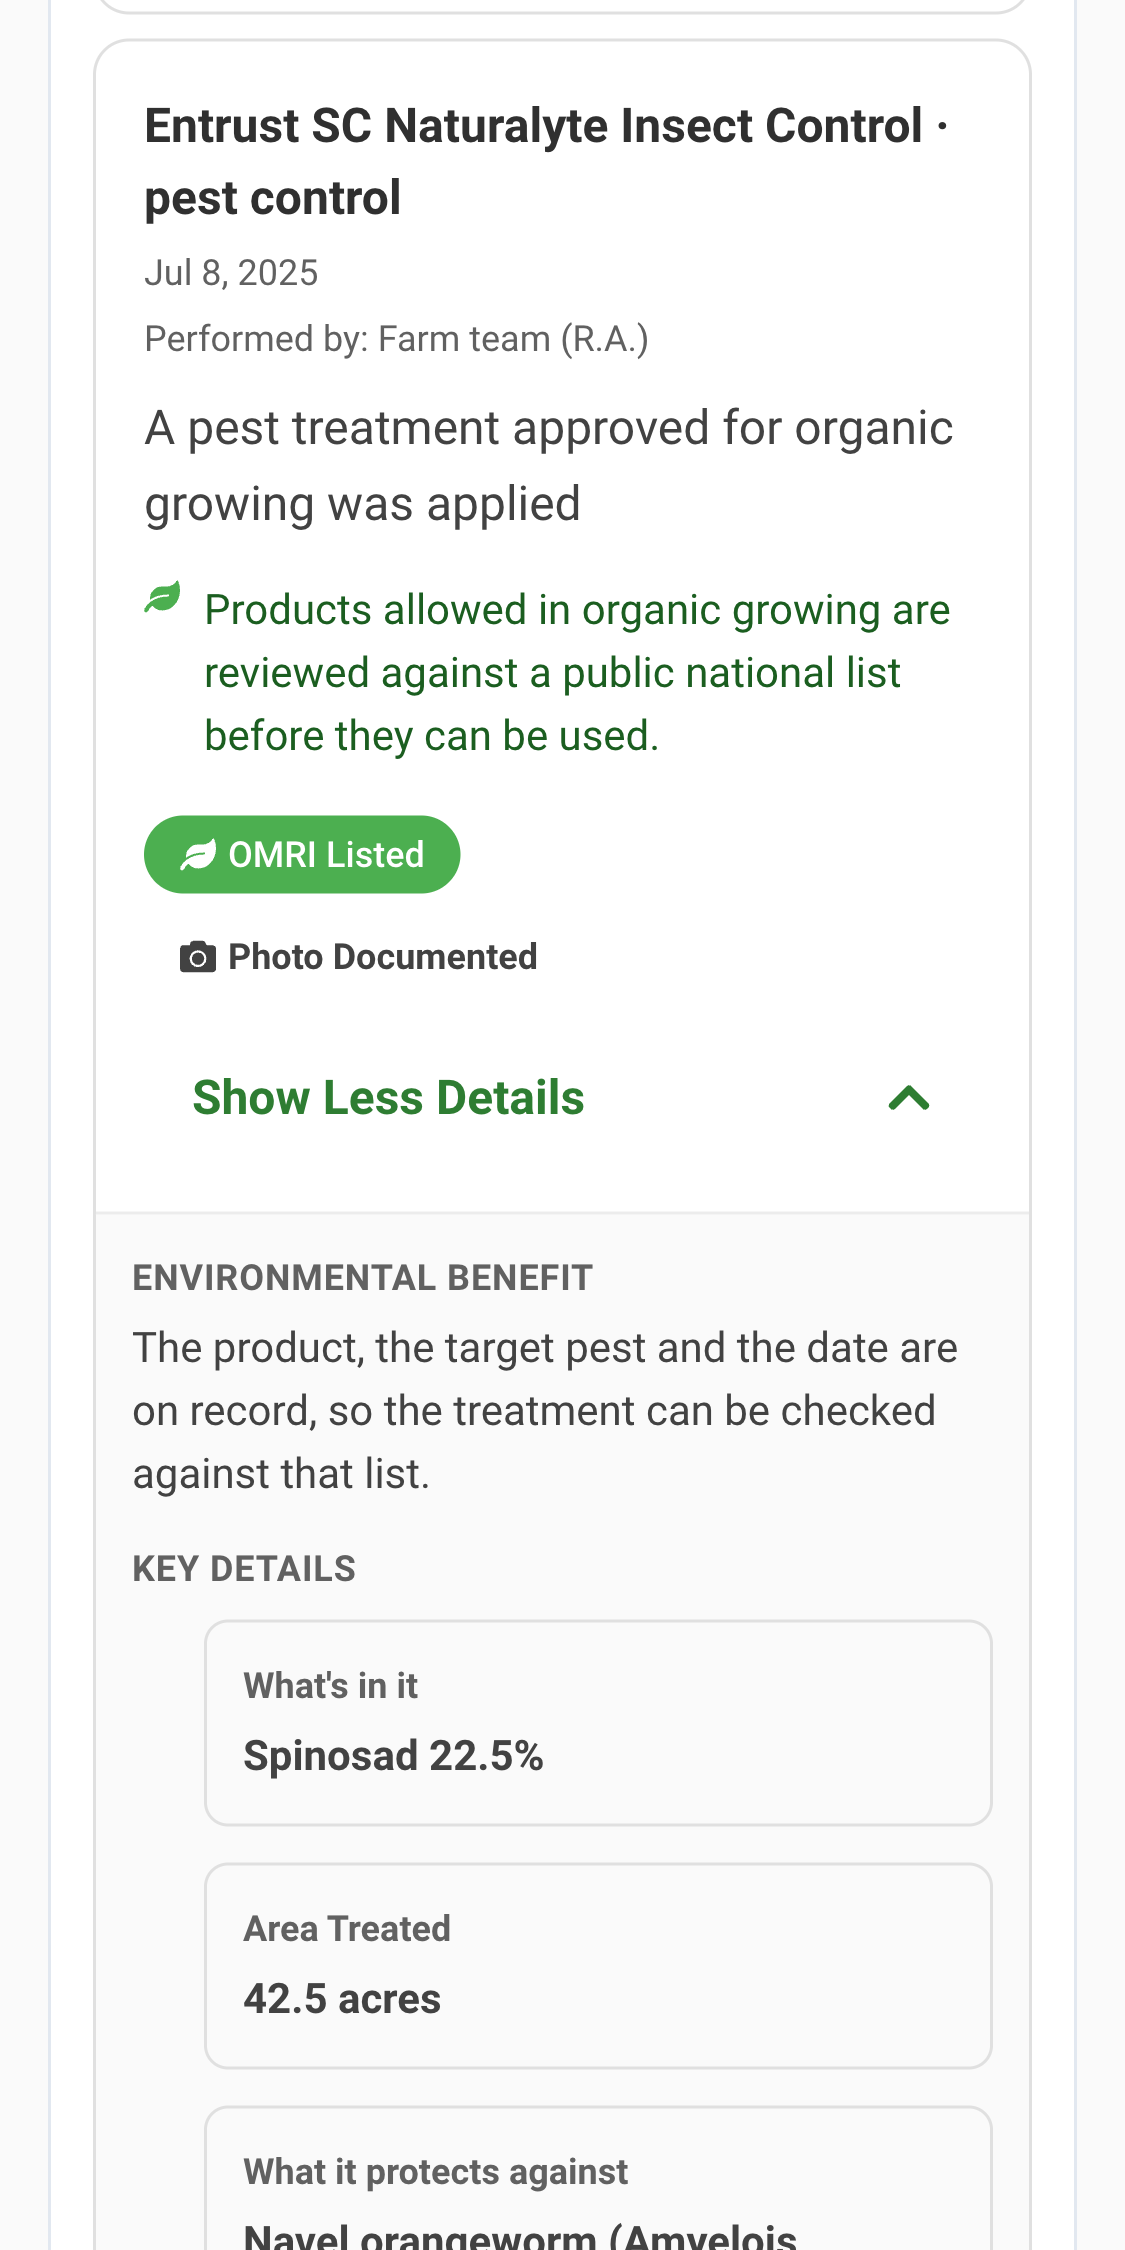 Entrust SC Naturalyte Insect Control ·
pest control
Jul 8, 2025
Performed by: Farm team (R.A.)
A pest treatment approved for organic
growing was applied
Products allowed in organic growing are
reviewed against a public national list
before they can be used.
OMRI Listed
Photo Documented
Show Less Details
ENVIRONMENTAL BENEFIT
The product, the target pest and the date are
on record, so the treatment can be checked
against that list.
KEY DETAILS
What's in it
Spinosad 22.5%
Area Treated
42.5 acres
What it protects against
Navel orangeworm (Amyelois